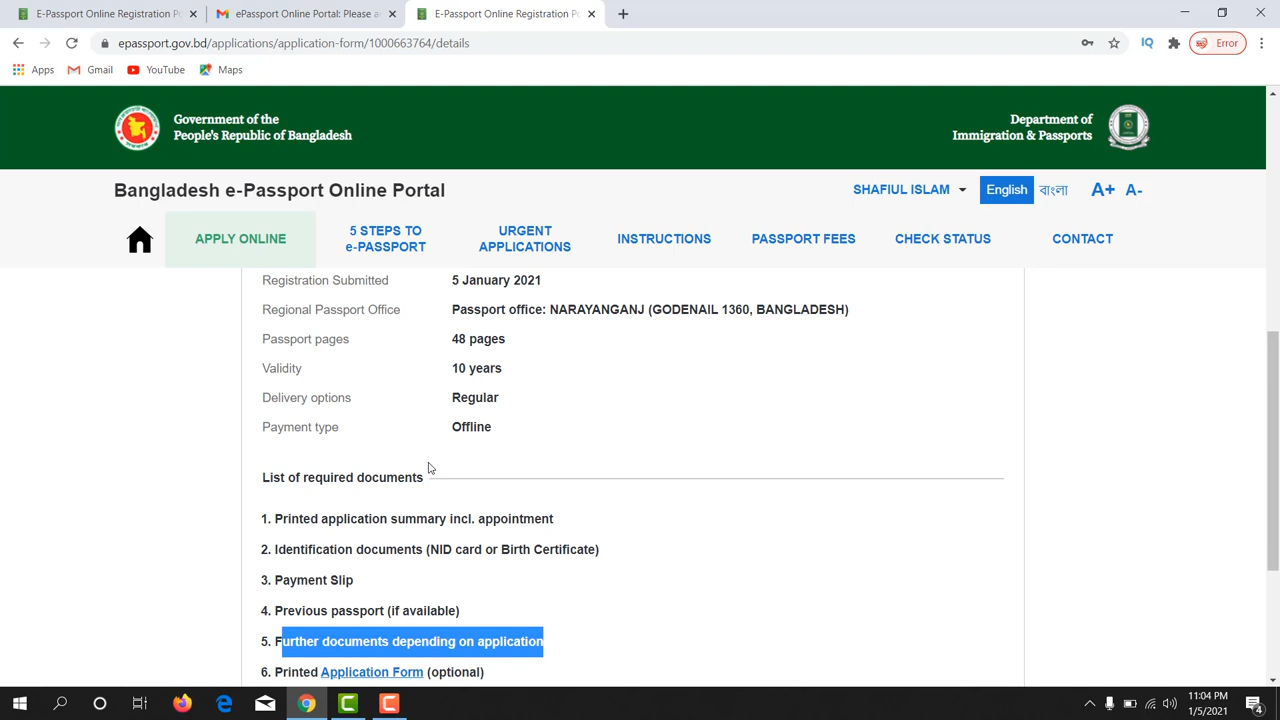 E-Passport Online Registration Po
ePassport Online Portal: Please a
E-Passport Online Registration Po
epassport.gov.bd/applications/application-form/1000663764/details
IQ
Error
Apps
Gmail
YouTube
Maps
Government of the
People's Republic of Bangladesh
Department of
Immigration & Passports
Bangladesh e-Passport Online Portal
SHAFIUL ISLAM
English
বাংলা
A+
A-
APPLY ONLINE
5 STEPS TO
e-PASSPORT
URGENT
APPLICATIONS
INSTRUCTIONS
PASSPORT FEES
CHECK STATUS
CONTACT
Registration Submitted 5 January 2021
Regional Passport Office Passport office: NARAYANGANJ (GODENAIL 1360, BANGLADESH)
Passport pages 48 pages
Validity 10 years
Delivery options Regular
Payment type Offline
List of required documents
1. Printed application summary incl. appointment
2. Identification documents (NID card or Birth Certificate)
3. Payment Slip
4. Previous passport (if available)
5. Further documents depending on application
6. Printed Application Form (optional)
11:04 PM
1/5/2021
4